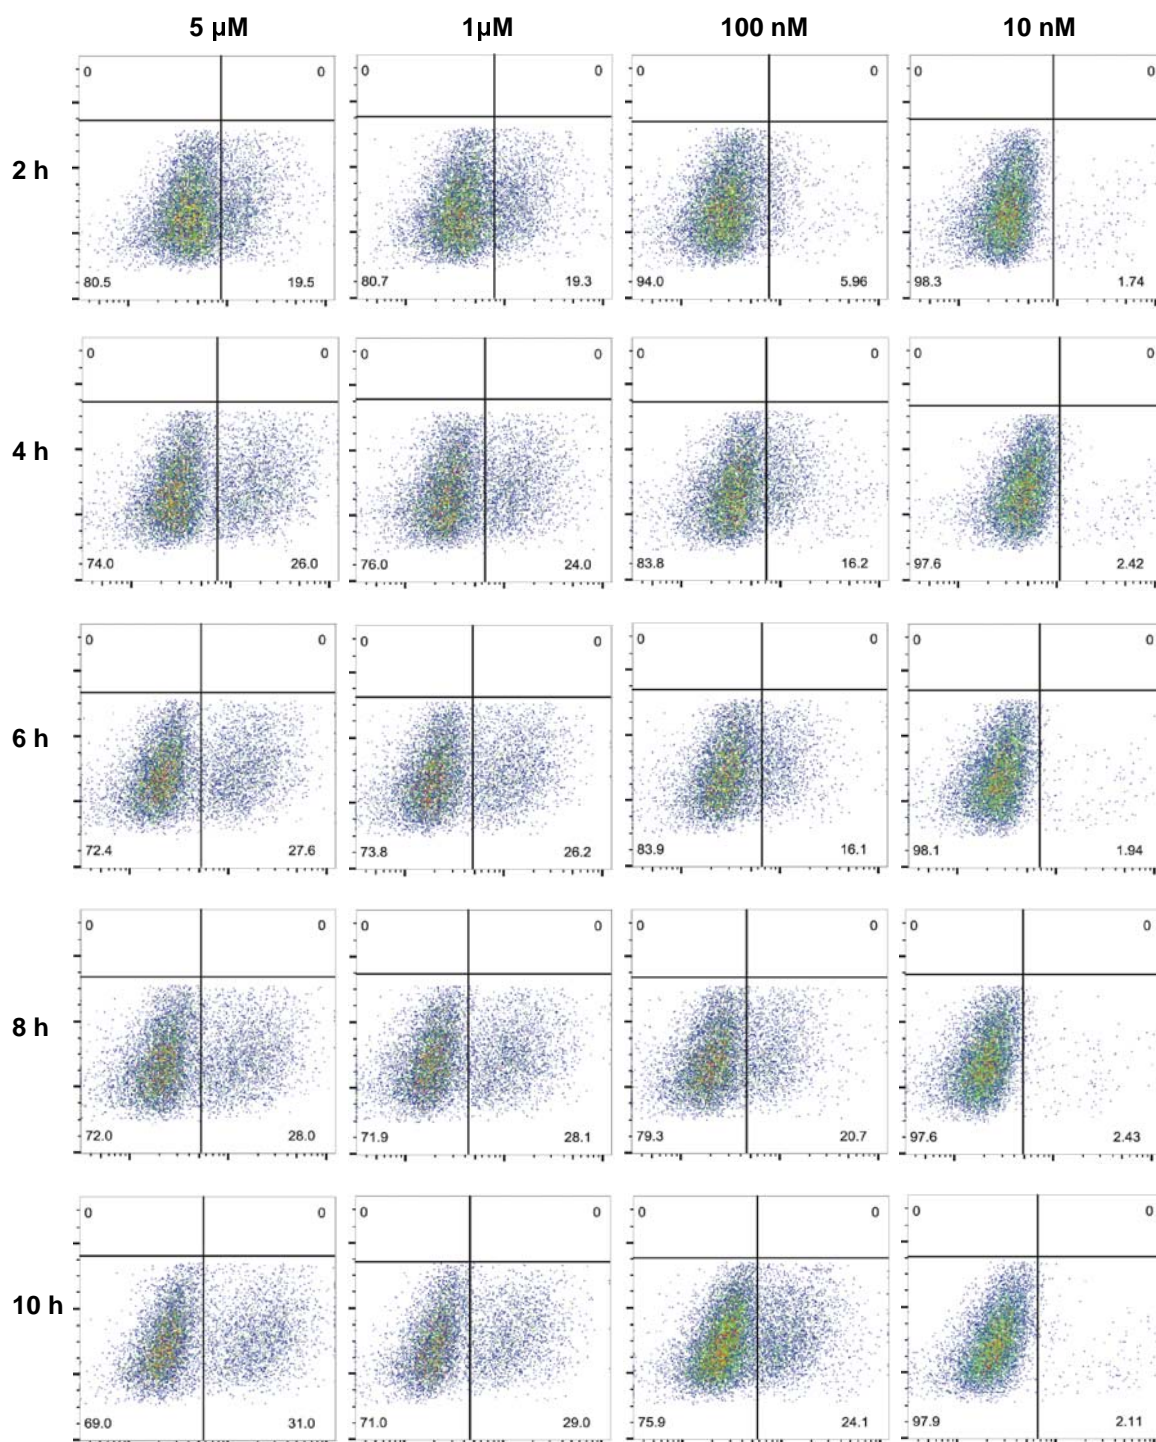 5 µM 1µM 100 nM 10 nM
0 0 0 0 0 0 0 0
2 h
80.5 19.5 80.7 19.3 94.0 5.96 98.3 1.74
0 0 0 0 0 0 0 0
4 h
74.0 26.0 76.0 24.0 83.8 16.2 97.6 2.42
0 0 0 0 0 0 0 0
6 h
72.4 27.6 73.8 26.2 83.9 16.1 98.1 1.94
0 0 0 0 0 0 0 0
8 h
72.0 28.0 71.9 28.1 79.3 20.7 97.6 2.43
0 0 0 0 0 0 0 0
10 h
69.0 31.0 71.0 29.0 75.9 24.1 97.9 2.11